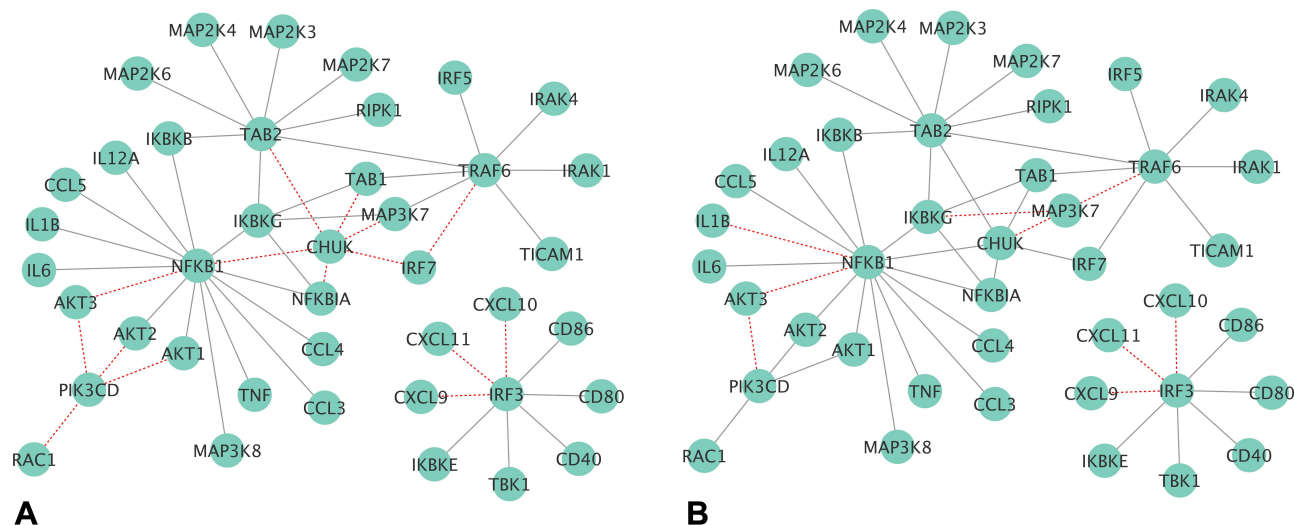 MAP2K4
MAP2K3
MAP2K6
MAP2K7
IRF5
IRAK4
RIPK1
IKBKB
TAB2
IL12A
CCL5
TAB1
TRAF6
IRAK1
IL1B
IKBKG
MAP3K7
CHUK
TICAM1
IL6
NFKB1
IRF7
AKT3
NFKBIA
CXCL10
AKT2
CXCL11
CD86
AKT1
CCL4
PIK3CD
CXCL9
IRF3
CD80
TNF
CCL3
RAC1
MAP3K8
IKBKE
CD40
TBK1
A
MAP2K4
MAP2K3
MAP2K6
MAP2K7
IRF5
IRAK4
RIPK1
IKBKB
TAB2
IL12A
CCL5
TAB1
TRAF6
IRAK1
IL1B
IKBKG
MAP3K7
CHUK
TICAM1
IL6
NFKB1
IRF7
AKT3
NFKBIA
CXCL10
AKT2
CXCL11
CD86
AKT1
CCL4
PIK3CD
CXCL9
IRF3
CD80
TNF
CCL3
RAC1
MAP3K8
IKBKE
CD40
TBK1
B